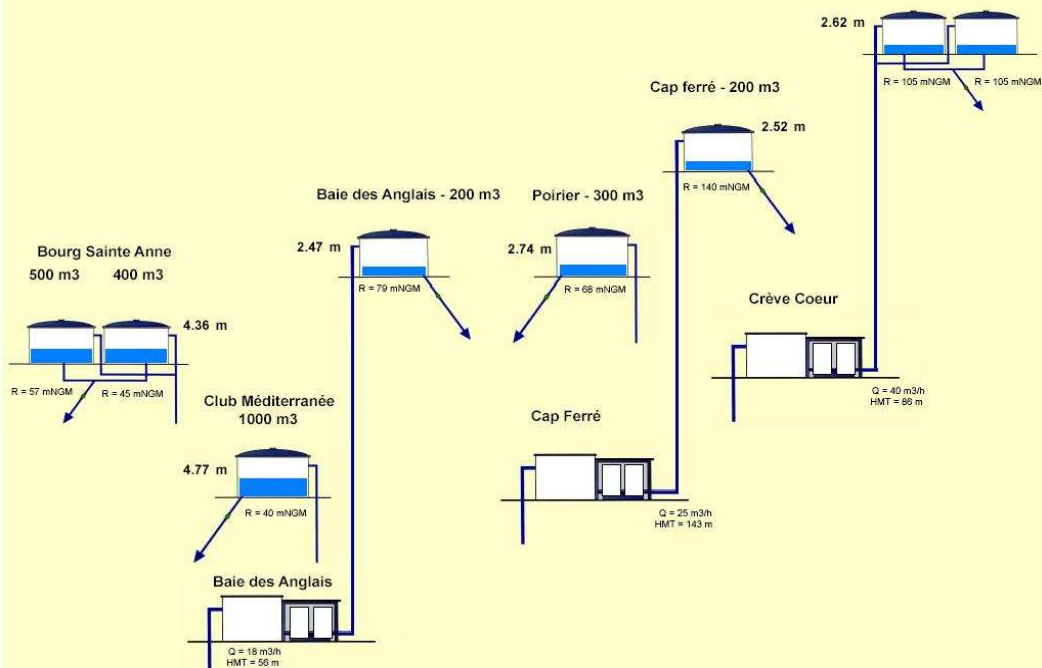 2.62 m
R = 105 mNGM
R = 105 mNGM
Cap ferré - 200 m3
2.52 m
R = 140 mNGM
Baie des Anglais - 200 m3
2.47 m
R = 79 mNGM
Poirier - 300 m3
2.74 m
R = 68 mNGM
Bourg Sainte Anne
500 m3 400 m3
4.36 m
R = 57 mNGM
R = 45 mNGM
Crève Coeur
Q = 40 m3/h
HMT = 86 m
Club Méditerranée
1000 m3
4.77 m
R = 40 mNGM
Cap Ferré
Q = 25 m3/h
HMT = 143 m
Baie des Anglais
Q = 18 m3/h
HMT = 56 m